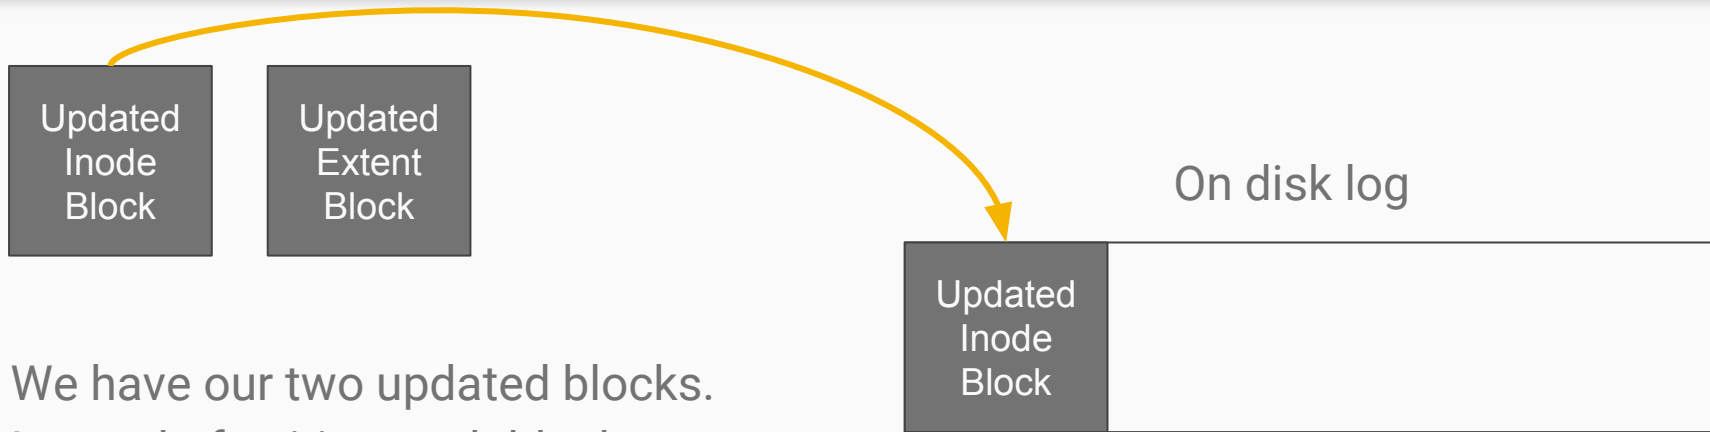 Updated
Inode
Block
Updated
Extent
Block
On disk log
Updated
Inode
Block
We have our two updated blocks.